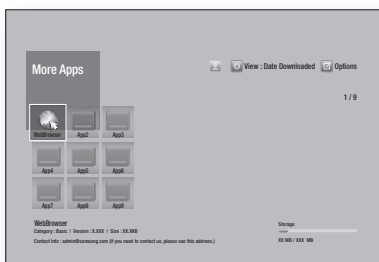 More Apps
View : Date Downloaded
Options
1 / 9
WebBrowser App2 App3
App4 App5 App6
App7 App8 App9
WebBrowser
Category : Basic | Version : X.XXX | Size : XX.XKB
Contact Info : admin@samsung.com (if you need to contact us, please use this address.)
Storage
XX MB / XXX MB